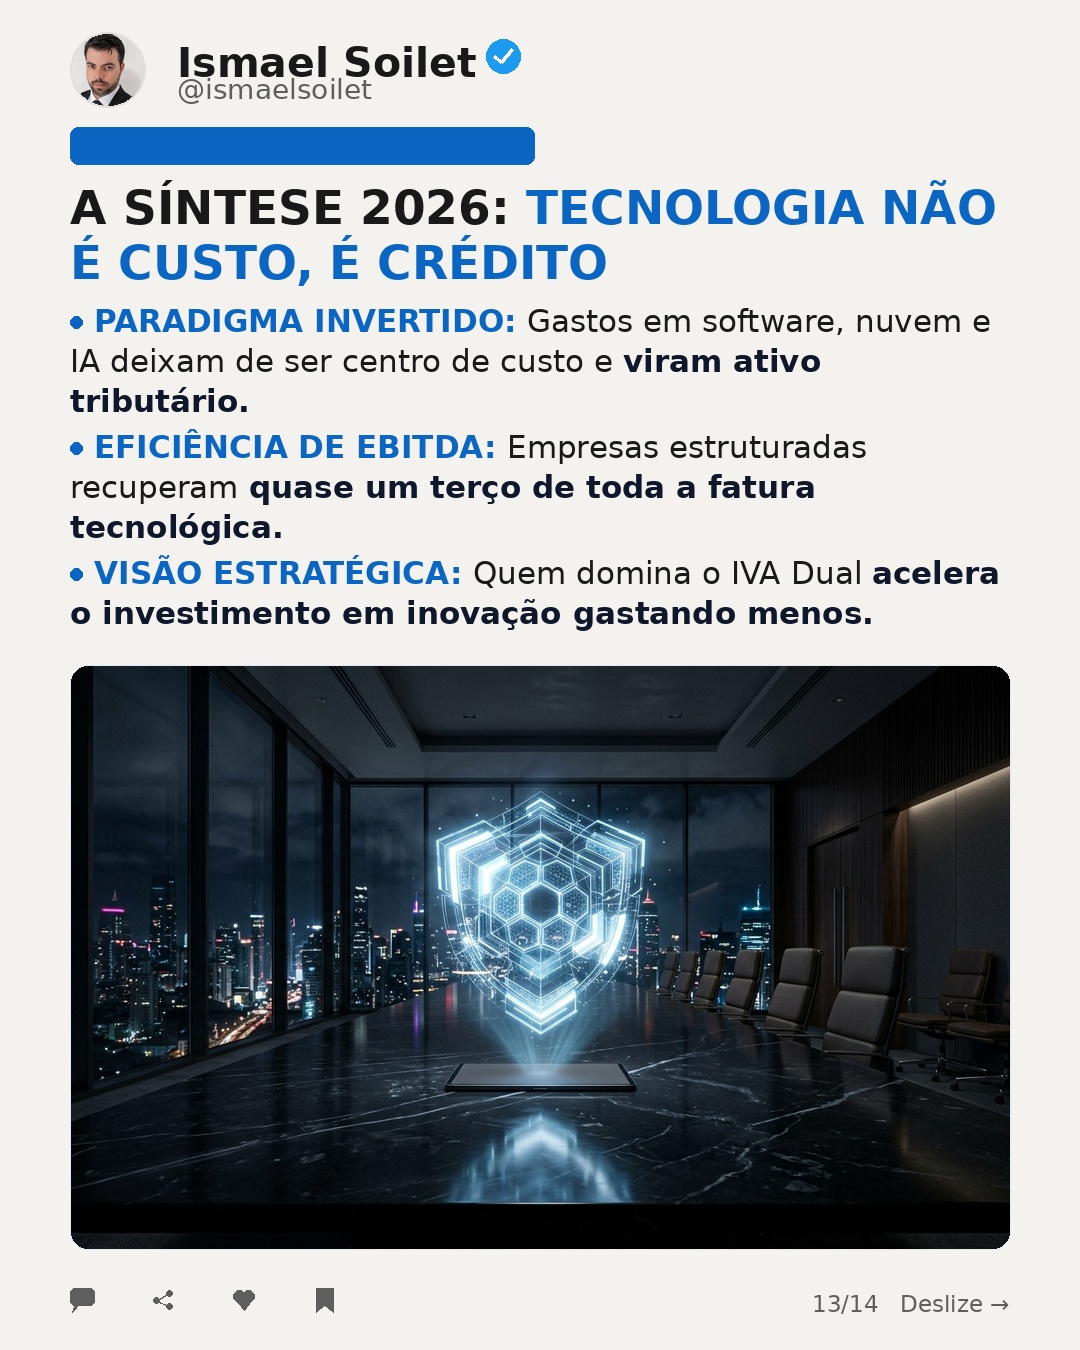 Ismael Soilet
@ismaelsoilet
A SÍNTESE 2026: TECNOLOGIA NÃO
É CUSTO, É CRÉDITO
• PARADIGMA INVERTIDO: Gastos em software, nuvem e
IA deixam de ser centro de custo e viram ativo
tributário.
• EFICIÊNCIA DE EBITDA: Empresas estruturadas
recuperam quase um terço de toda a fatura
tecnológica.
• VISÃO ESTRATÉGICA: Quem domina o IVA Dual acelera
o investimento em inovação gastando menos.
13/14 Deslize →